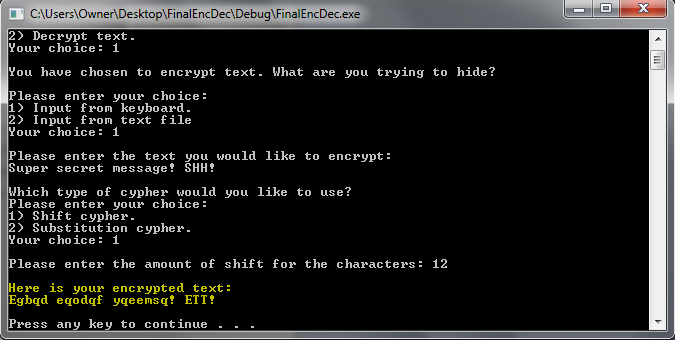 C:\Users\Owner\Desktop\FinalEncDec\Debug\FinalEncDec.exe
2) Decrypt text.
Your choice: 1
You have chosen to encrypt text. What are you trying to hide?
Please enter your choice:
1) Input from keyboard.
2) Input from text file
Your choice: 1
Please enter the text you would like to encrypt:
Super secret message! SHH!
Which type of cypher would you like to use?
Please enter your choice:
1) Shift cypher.
2) Substitution cypher.
Your choice: 1
Please enter the amount of shift for the characters: 12
Here is your encrypted text:
Egbqd eqodqf yqeemsq! ETT!
Press any key to continue . . .